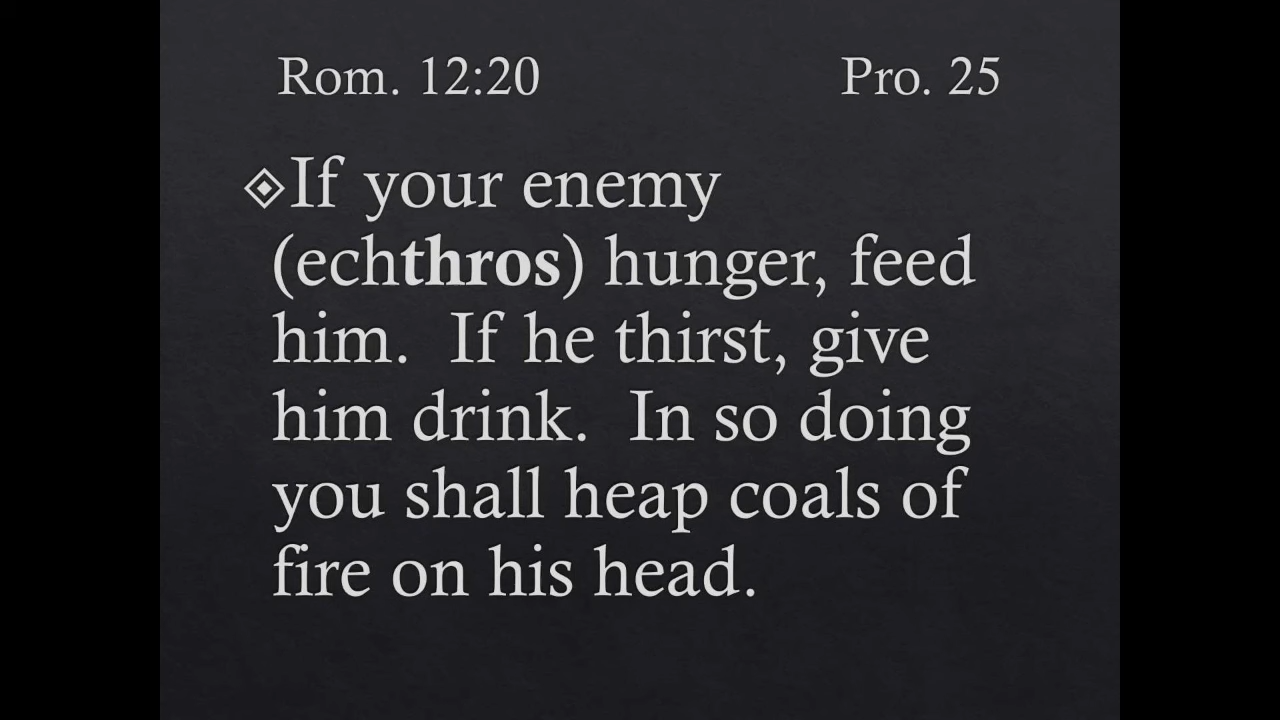 Rom. 12:20 Pro. 25
If your enemy
(echthros) hunger, feed
him. If he thirst, give
him drink. In so doing
you shall heap coals of
fire on his head.